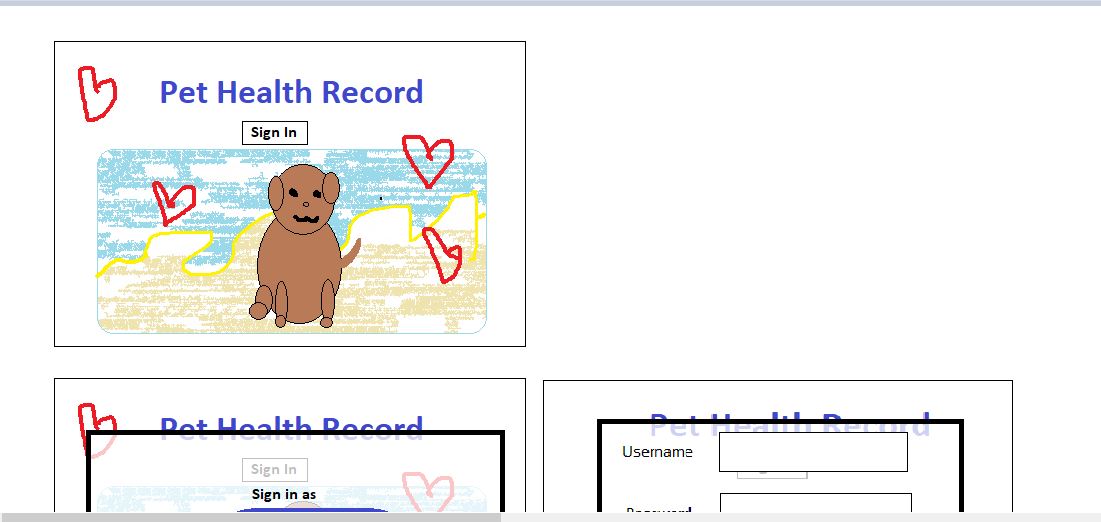 Pet Health Record
Sign In
Pet Health Record
Sign In
Sign in as
Pet Health Record
Username
Password